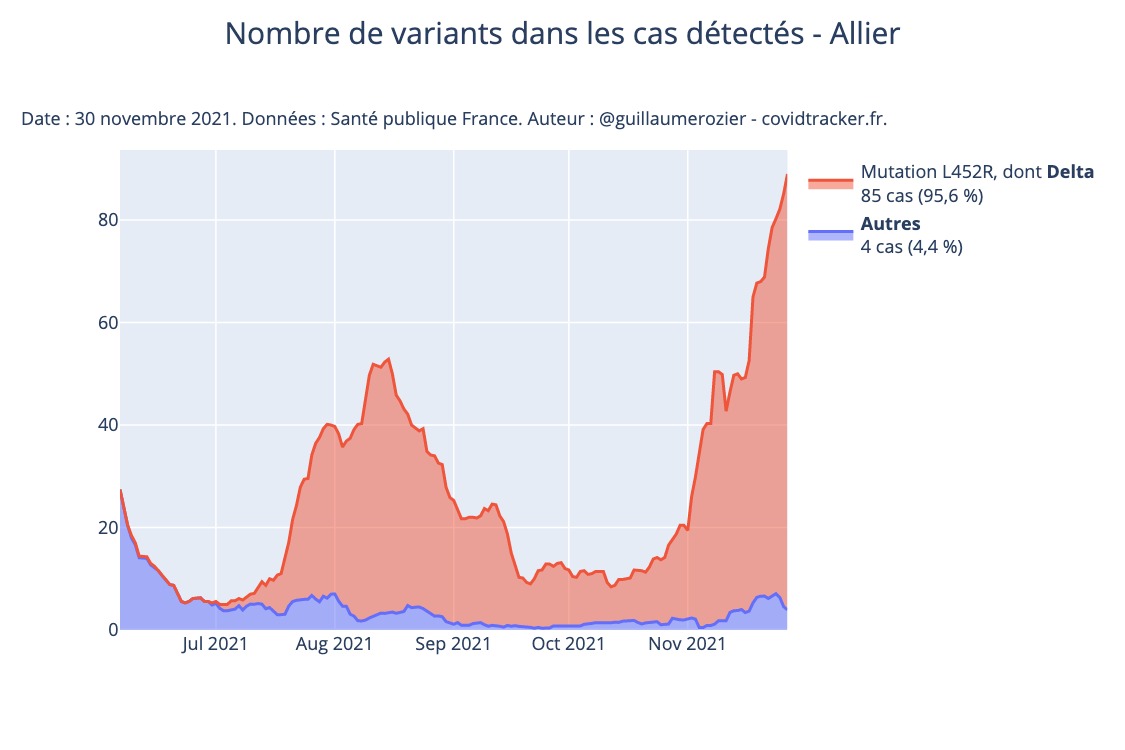 Nombre de variants dans les cas détectés - Allier
Date : 30 novembre 2021. Données : Santé publique France. Auteur : @guillaumerozier - covidtracker.fr.
Mutation L452R, dont Delta
85 cas (95,6 %)
Autres
4 cas (4,4 %)
80
60
40
20
0
Jul 2021
Aug 2021
Sep 2021
Oct 2021
Nov 2021